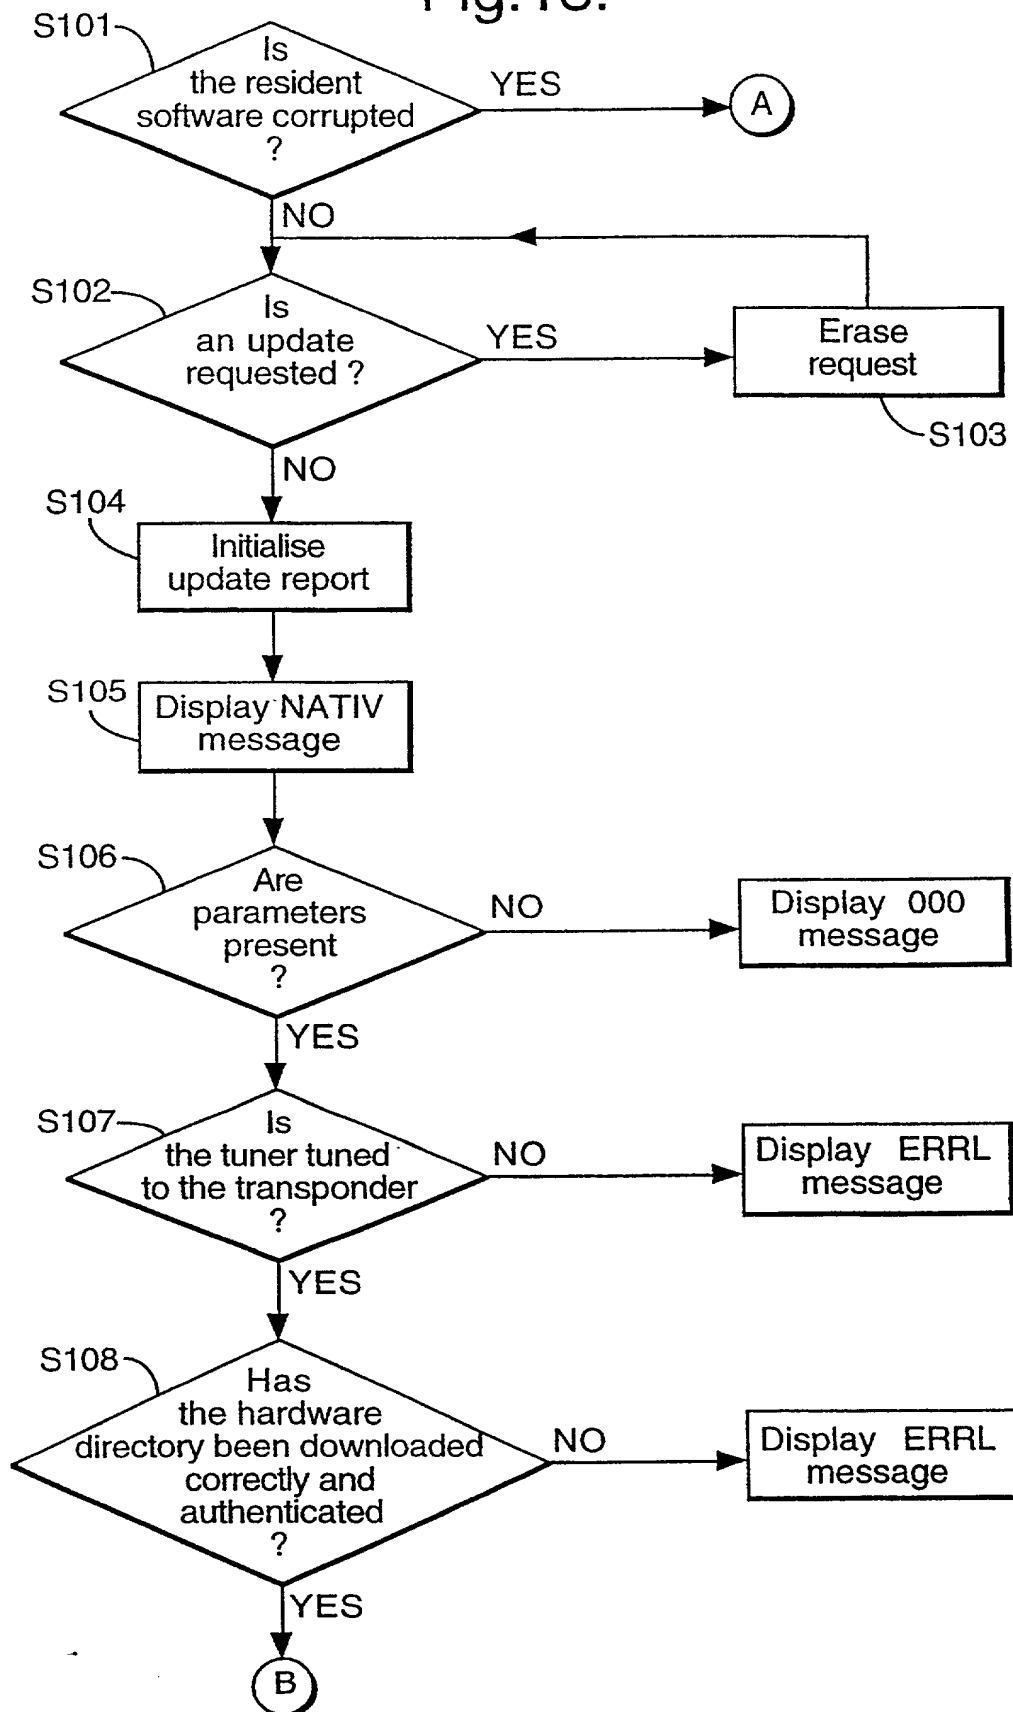 S101
Is
the resident
software corrupted
?
YES
A
NO
S102
Is
an update
requested ?
YES
Erase
request
S103
NO
S104
Initialise
update report
S105
Display NATIV
message
S106
Are
parameters
present
?
NO
Display 000
message
YES
S107
Is
the tuner tuned
to the transponder
?
NO
Display ERRL
message
YES
S108
Has
the hardware
directory been downloaded
correctly and
authenticated
?
NO
Display ERRL
message
YES
B